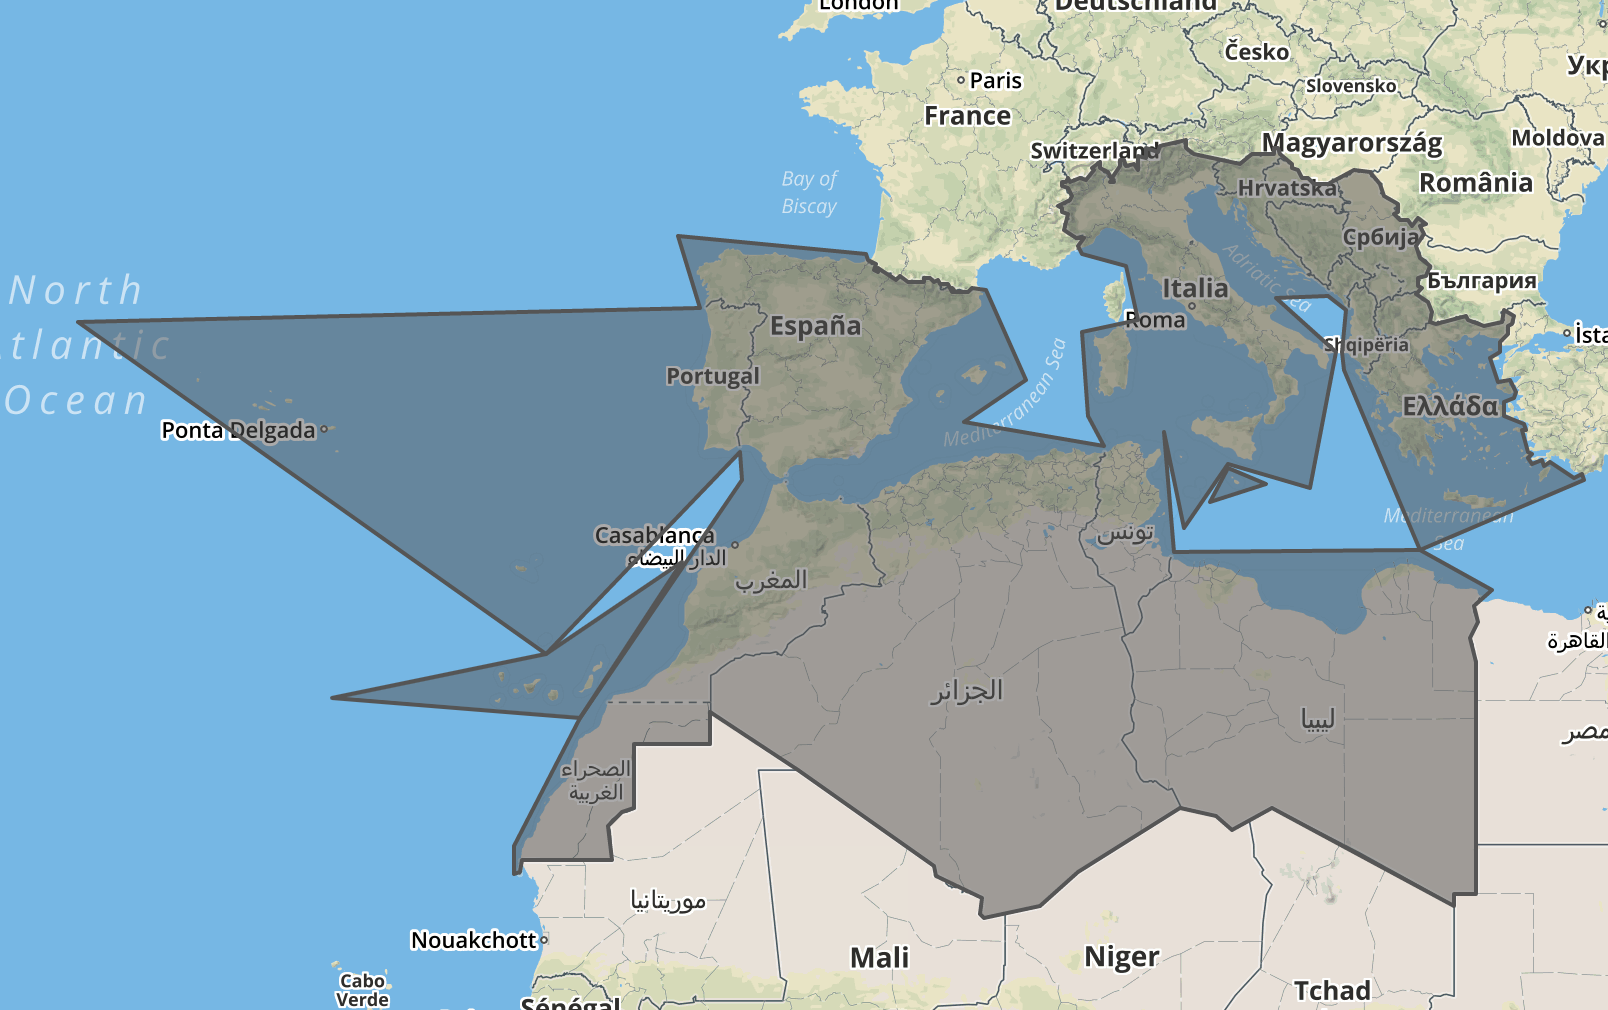 London
Deutschland
Česko
Укр
Paris
Slovensko
France
Switzerland
Magyarország
Moldova
Bay of
Biscay
România
Hrvatska
Србија
Adriatic Sea
България
North
Atlantic
Ocean
Italia
Roma
España
Shqipëria
Portugal
Mediterranean Sea
Ελλάδα
Ponta Delgada
Mediterranean
Sea
Casablanca
الدار البيضاء
تونس
المغرب
القاهرة
الجزائر
ليبيا
مصر
الصحراء
الغربية
موريتانيا
Nouakchott
Mali
Niger
Cabo
Verde
Tchad
Sénégal